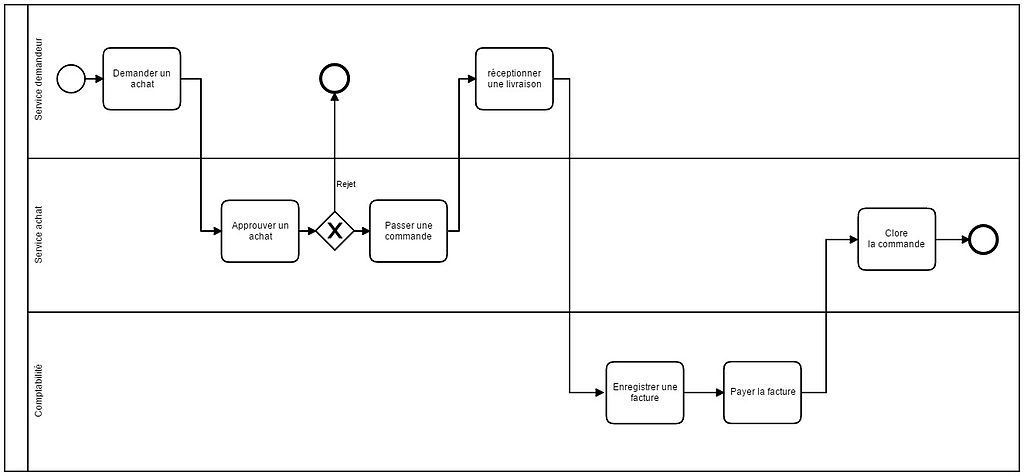 Service demandeur
Demander un
achat
réceptionner
une livraison
Rejet
Service achat
Approuver un
achat
X
Passer une
commande
Clore
la commande
Comptabilité
Enregistrer une
facture
Payer la facture